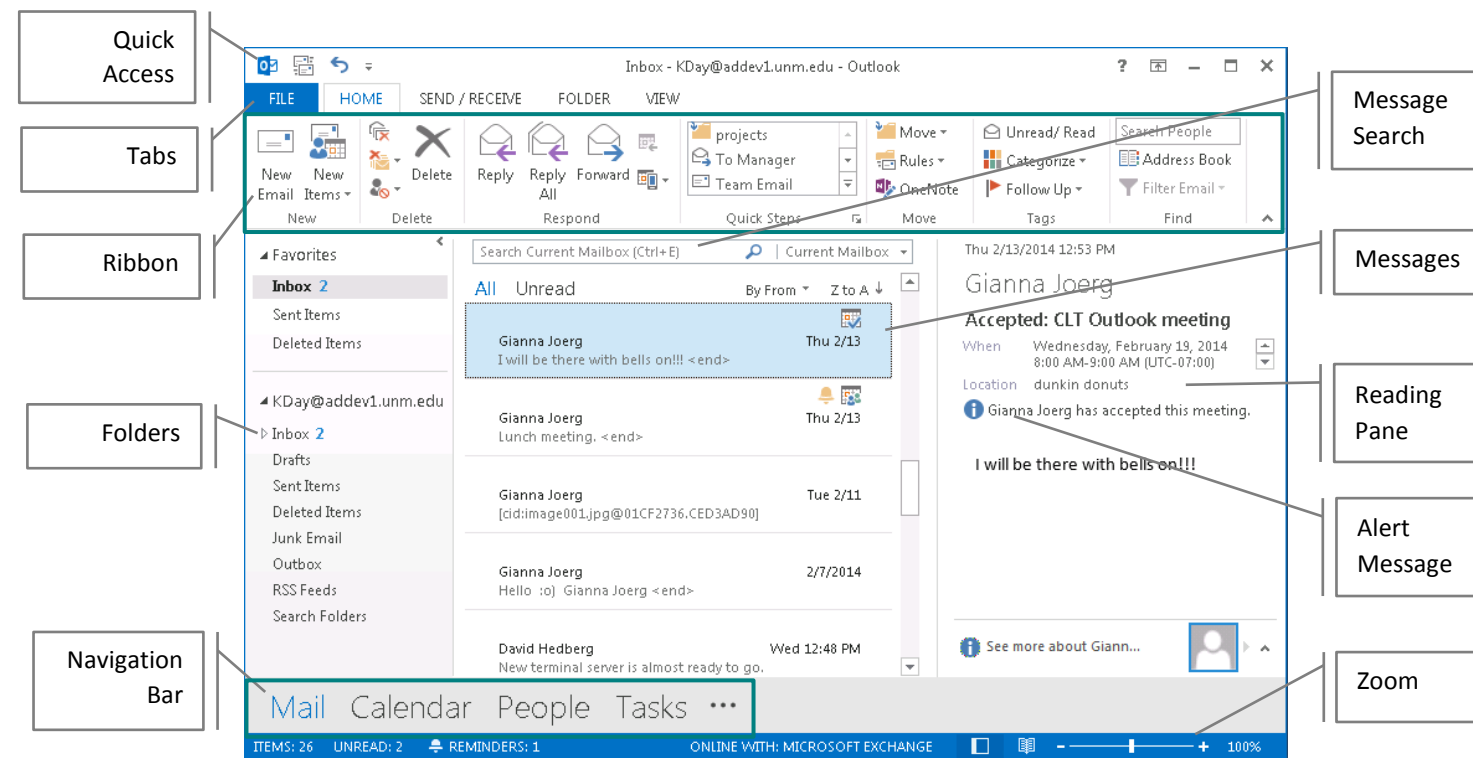 Quick
Access
Tabs
Ribbon
Folders
Navigation
Bar
Inbox - KDay@addev1.unm.edu - Outlook
?
FILE HOME SEND / RECEIVE FOLDER VIEW
New
Email
New
Items
New
Delete
Delete
Reply
Reply
All
Forward
Respond
projects
To Manager
Team Email
Quick Steps
Move
Rules
OneNote
Move
Unread/ Read
Categorize
Follow Up
Tags
Search People
Address Book
Filter Email
Find
Favorites
Inbox 2
Sent Items
Deleted Items
KDay@addev1.unm.edu
Inbox 2
Drafts
Sent Items
Deleted Items
Junk Email
Outbox
RSS Feeds
Search Folders
Search Current Mailbox (Ctrl+E)
Current Mailbox
All Unread
By From Z to A
Gianna Joerg Thu 2/13
I will be there with bells on!!! <end>
Gianna Joerg Thu 2/13
Lunch meeting. <end>
Gianna Joerg Tue 2/11
[cid:image001.jpg@01CF2736.CED3AD90]
Gianna Joerg 2/7/2014
Hello :o) Gianna Joerg <end>
David Hedberg Wed 12:48 PM
New terminal server is almost ready to go.
Thu 2/13/2014 12:53 PM
Gianna Joerg
Accepted: CLT Outlook meeting
When Wednesday, February 19, 2014
8:00 AM-9:00 AM (UTC-07:00)
Location dunkin donuts
Gianna Joerg has accepted this meeting.
I will be there with bells on!!!
See more about Giann...
Mail Calendar People Tasks •••
ITEMS: 26 UNREAD: 2 REMINDERS: 1 ONLINE WITH: MICROSOFT EXCHANGE 100%
Message
Search
Messages
Reading
Pane
Alert
Message
Zoom